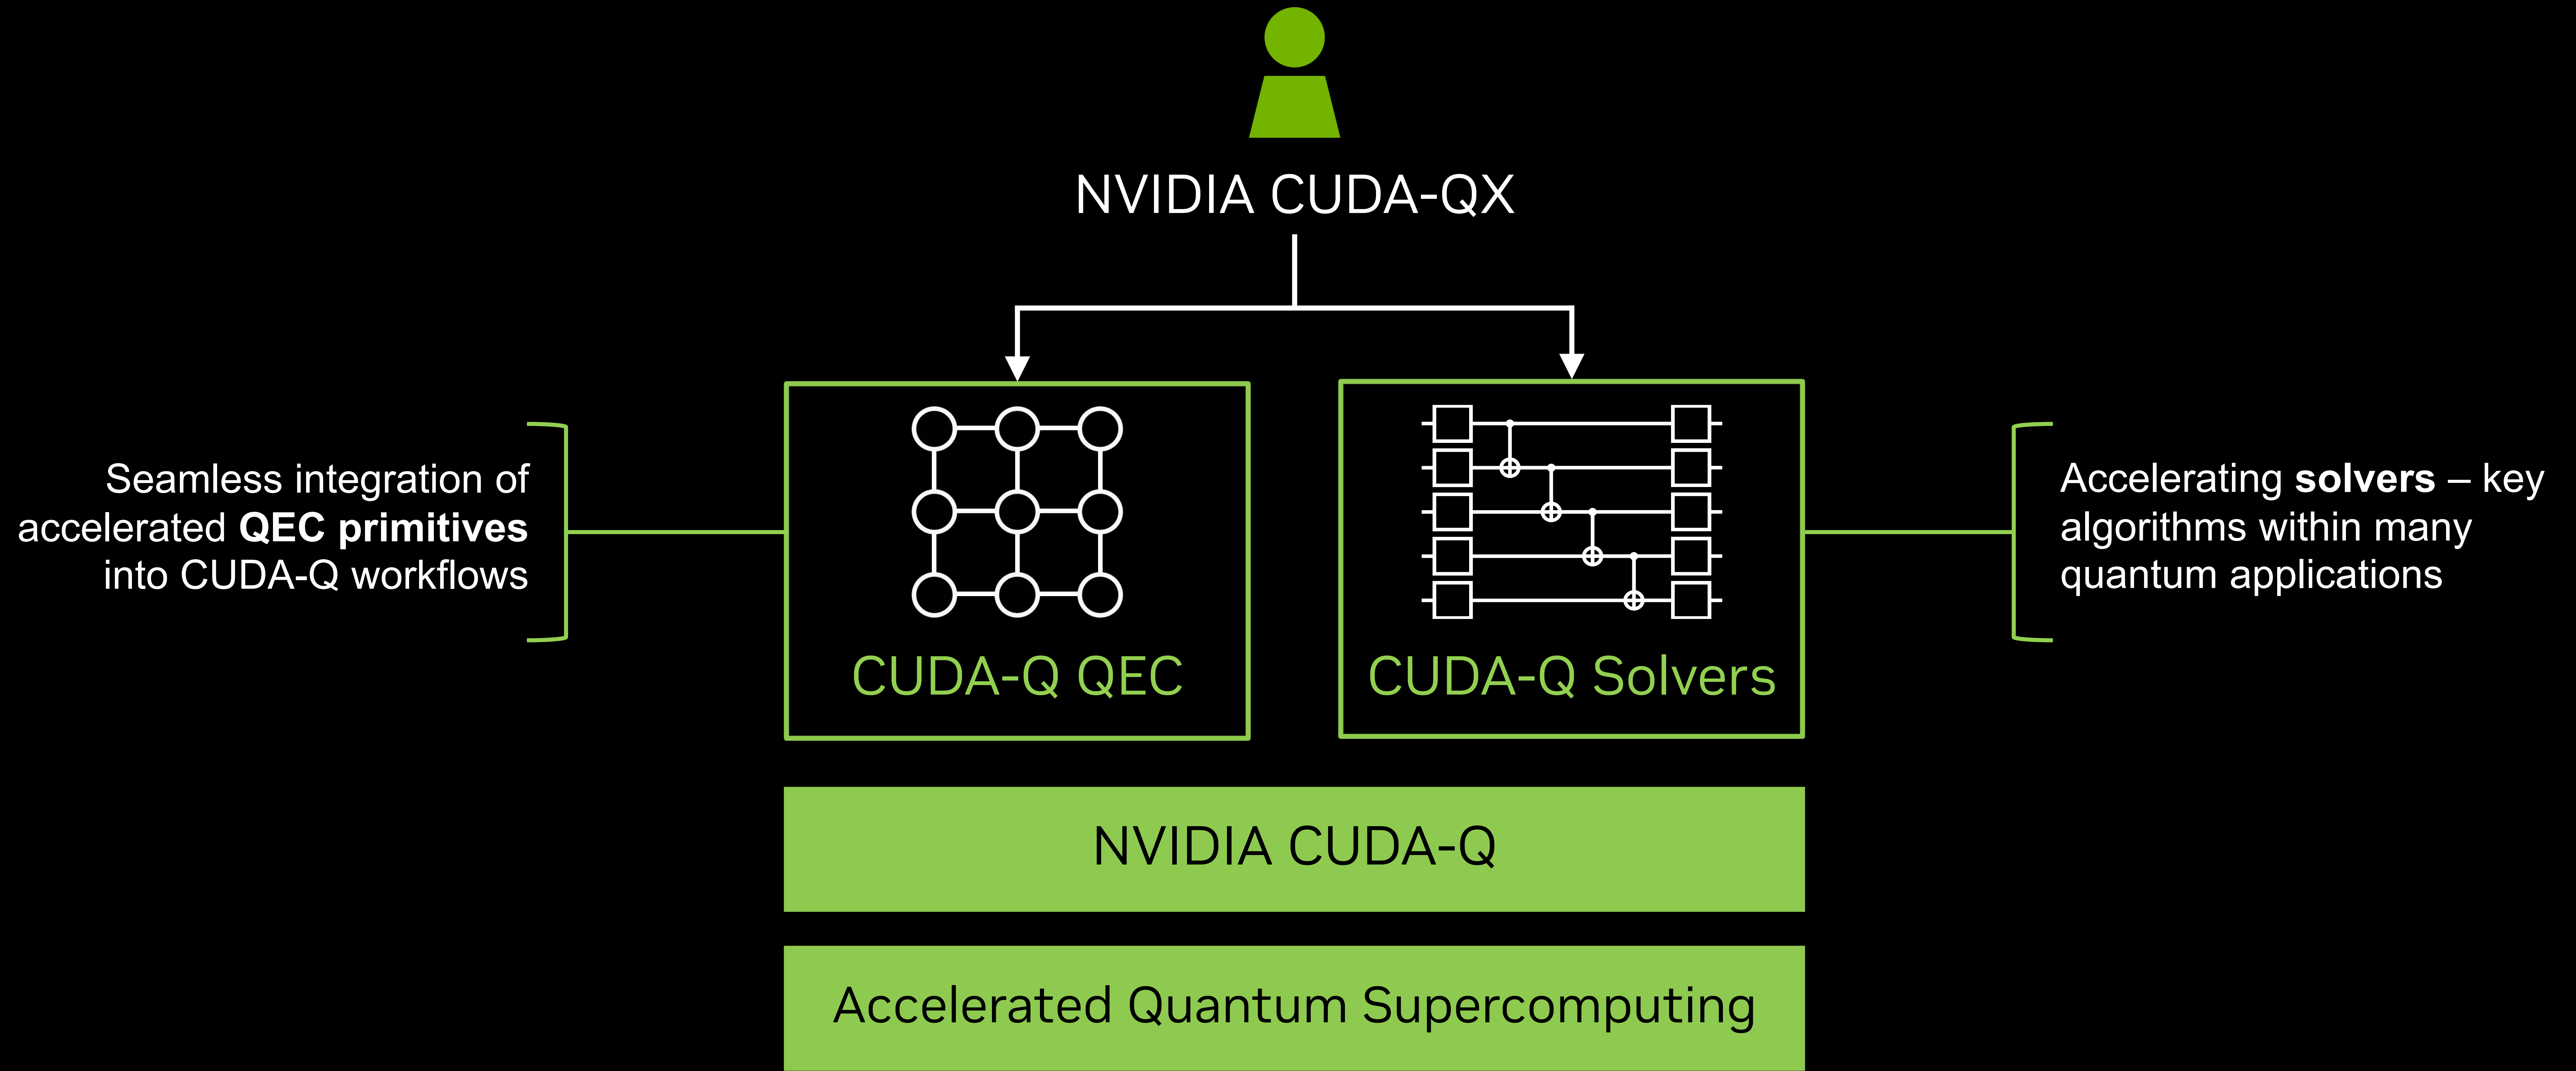 NVIDIA CUDA-QX
Seamless integration of
accelerated QEC primitives
into CUDA-Q workflows
CUDA-Q QEC
CUDA-Q Solvers
Accelerating solvers – key
algorithms within many
quantum applications
NVIDIA CUDA-Q
Accelerated Quantum Supercomputing